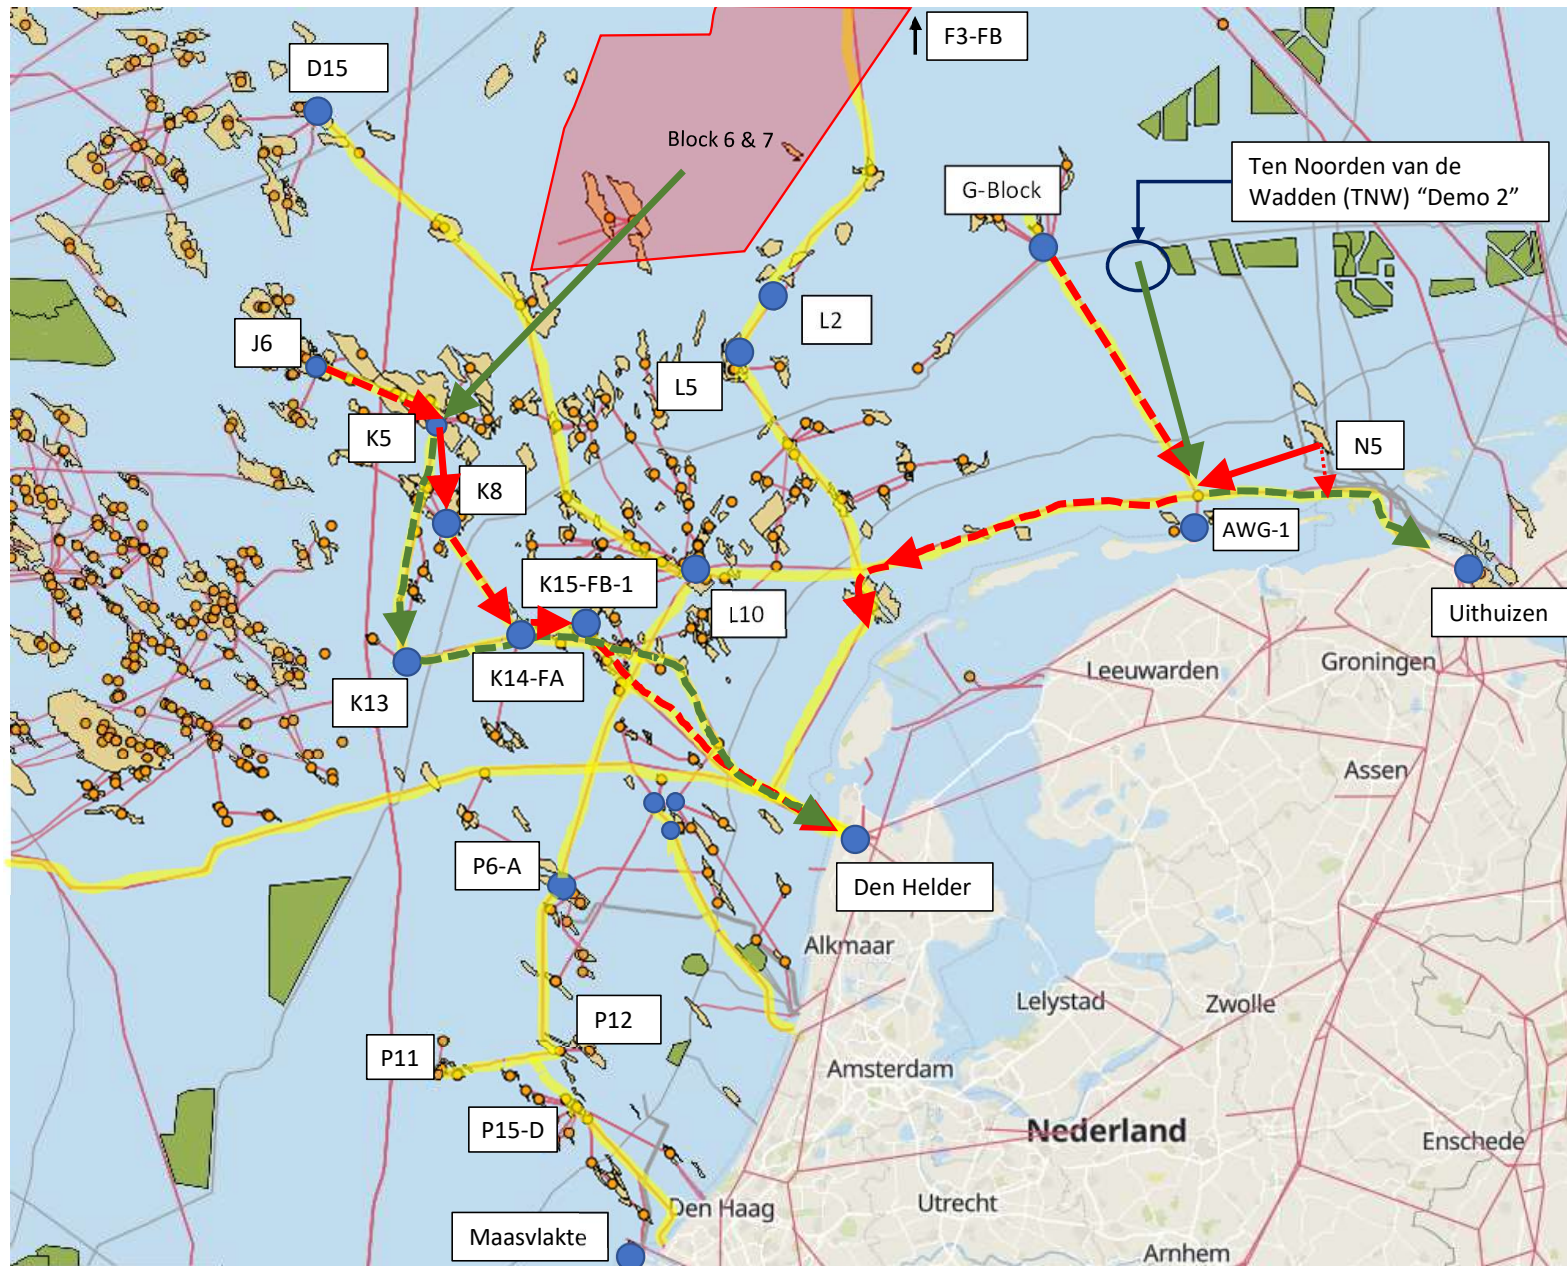 F3-FB
D15
Block 6 & 7
Ten Noorden van de
Wadden (TNW) “Demo 2”
G-Block
L2
J6
L5
K5
N5
K8
AWG-1
K15-FB-1
L10
Uithuizen
K14-FA
Leeuwarden
Groningen
K13
Assen
P6-A
Den Helder
Alkmaar
Lelystad
Zwolle
P12
P11
Amsterdam
P15-D
Nederland
Enschede
Den Haag
Utrecht
Maasvlakte
Arnhem